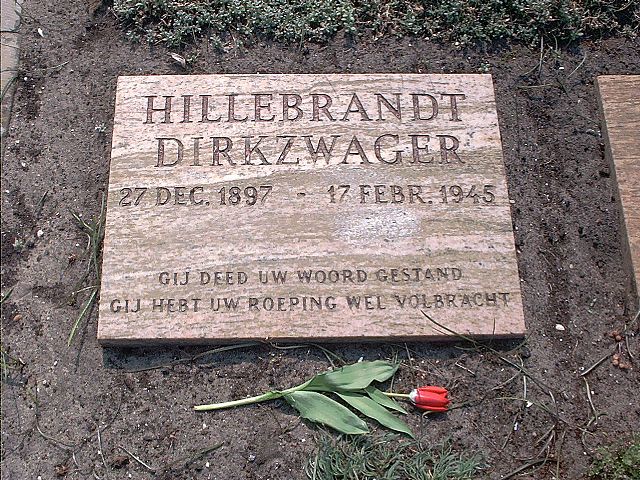 HILLEBRANDT
DIRKZWAGER
27 DEC. 1897 - 17 FEBR. 1945
GIJ DEED UW WOORD GESTAND
GIJ HEBT UW ROEPING WEL VOLBRACHT